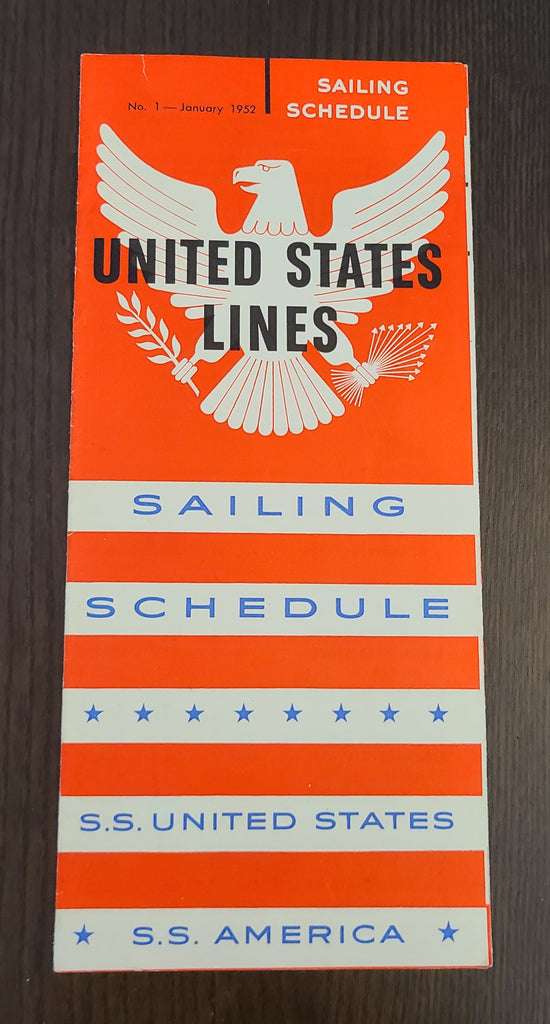 No. 1 — January 1952
SAILING
SCHEDULE
UNITED STATES
LINES
SAILING
SCHEDULE
S.S. UNITED STATES
S.S. AMERICA